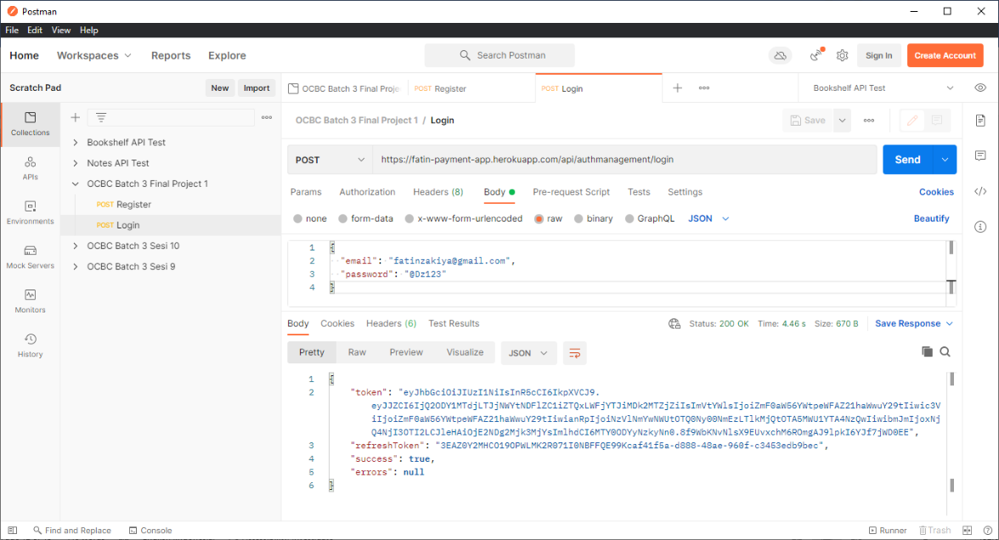 Postman
File Edit View Help
Home Workspaces Reports Explore Search Postman Sign In Create Account
Scratch Pad New Import
OCBC Batch 3 Final Proje POST Register POST Login Bookshelf API Test
Collections
APIs
Environments
Mock Servers
Monitors
History
Bookshelf API Test
Notes API Test
OCBC Batch 3 Final Project 1
POST Register
POST Login
OCBC Batch 3 Sesi 10
OCBC Batch 3 Sesi 9
OCBC Batch 3 Final Project 1 / Login Save
POST https://fatin-payment-app.herokuapp.com/api/authmanagement/login Send
Params Authorization Headers (8) Body Pre-request Script Tests Settings Cookies
none form-data x-www-form-urlencoded raw binary GraphQL JSON Beautify
1 {
2 "email": "fatinzakiya@gmail.com",
3 "password": "@Dz123"
4 }
Body Cookies Headers (6) Test Results Status: 200 OK Time: 4.46 s Size: 670 B Save Response
Pretty Raw Preview Visualize JSON
1 {
2 "token": "eyJhbGciOiJIUzI1NiIsInR5cCI6IkpXVCJ9.
3 "refreshToken": "3EAZ0Y2MHCO19OPWLMK2R071I0NBFFQE99Kcaf41f5a-d888-48ae-960f-c3453edb9bec",
4 "success": true,
5 "errors": null
6 }
Find and Replace Console Runner Trash